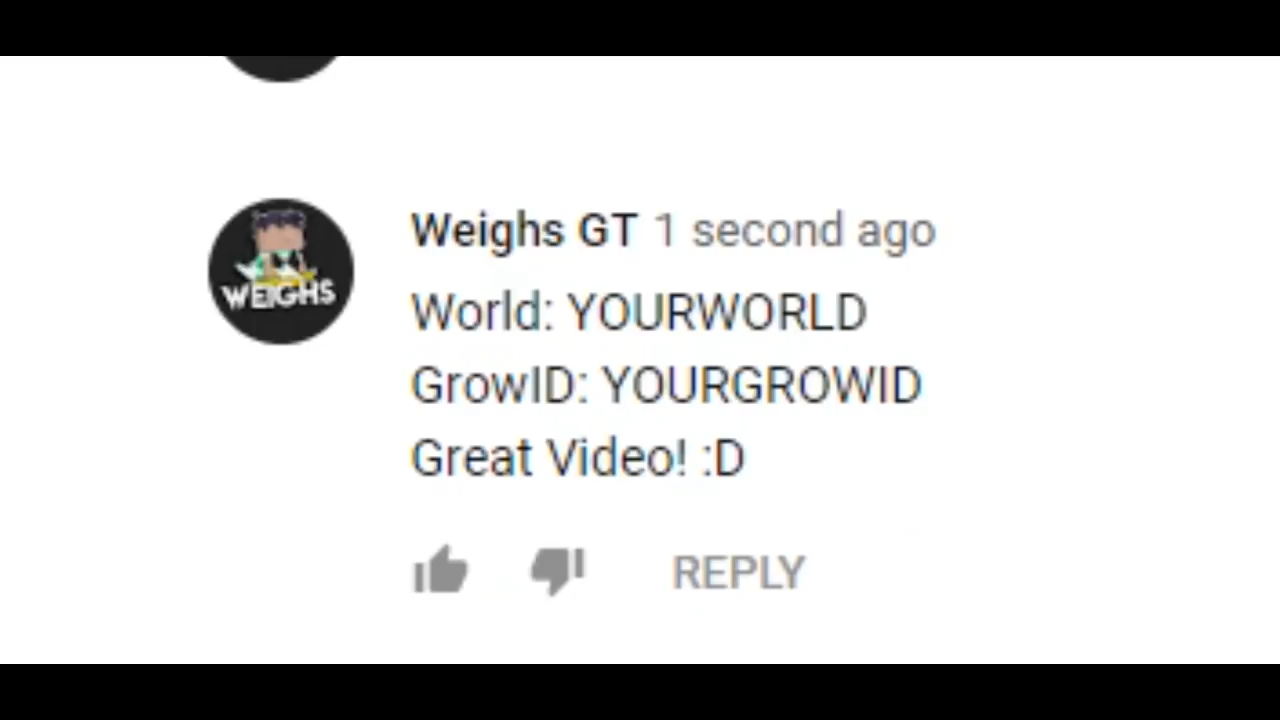 WEIGHS
Weighs GT 1 second ago
World: YOURWORLD
GrowID: YOURGROWID
Great Video! :D
REPLY